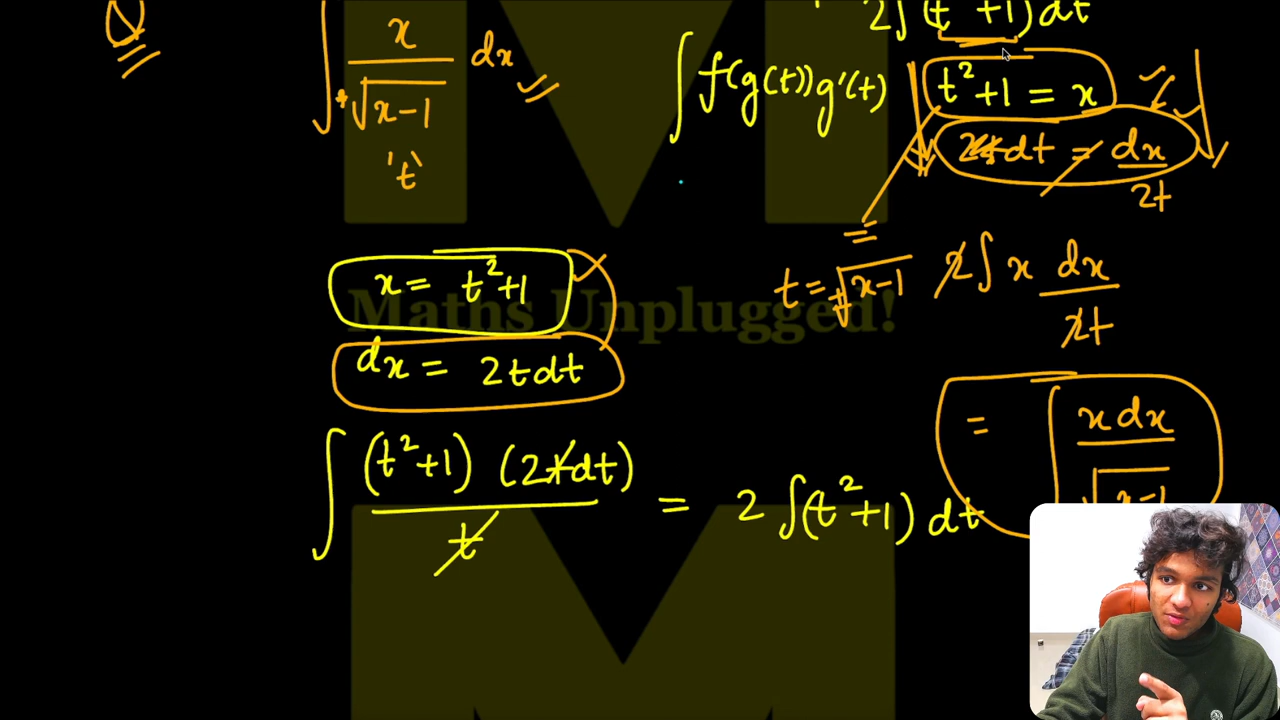 Q
∫ x/√(x-1) dx
't'
x = t²+1
dx = 2t dt
∫ (t²+1) (2t dt) / t = 2 ∫(t²+1) dt
2∫(t²+1) dt
∫ f(g(t)) g'(t)
t²+1 = x
2t dt = dx/2t
t = √(x-1) 2∫ x dx/2t
= ∫ x dx/√(x-1)
Maths Unplugged!